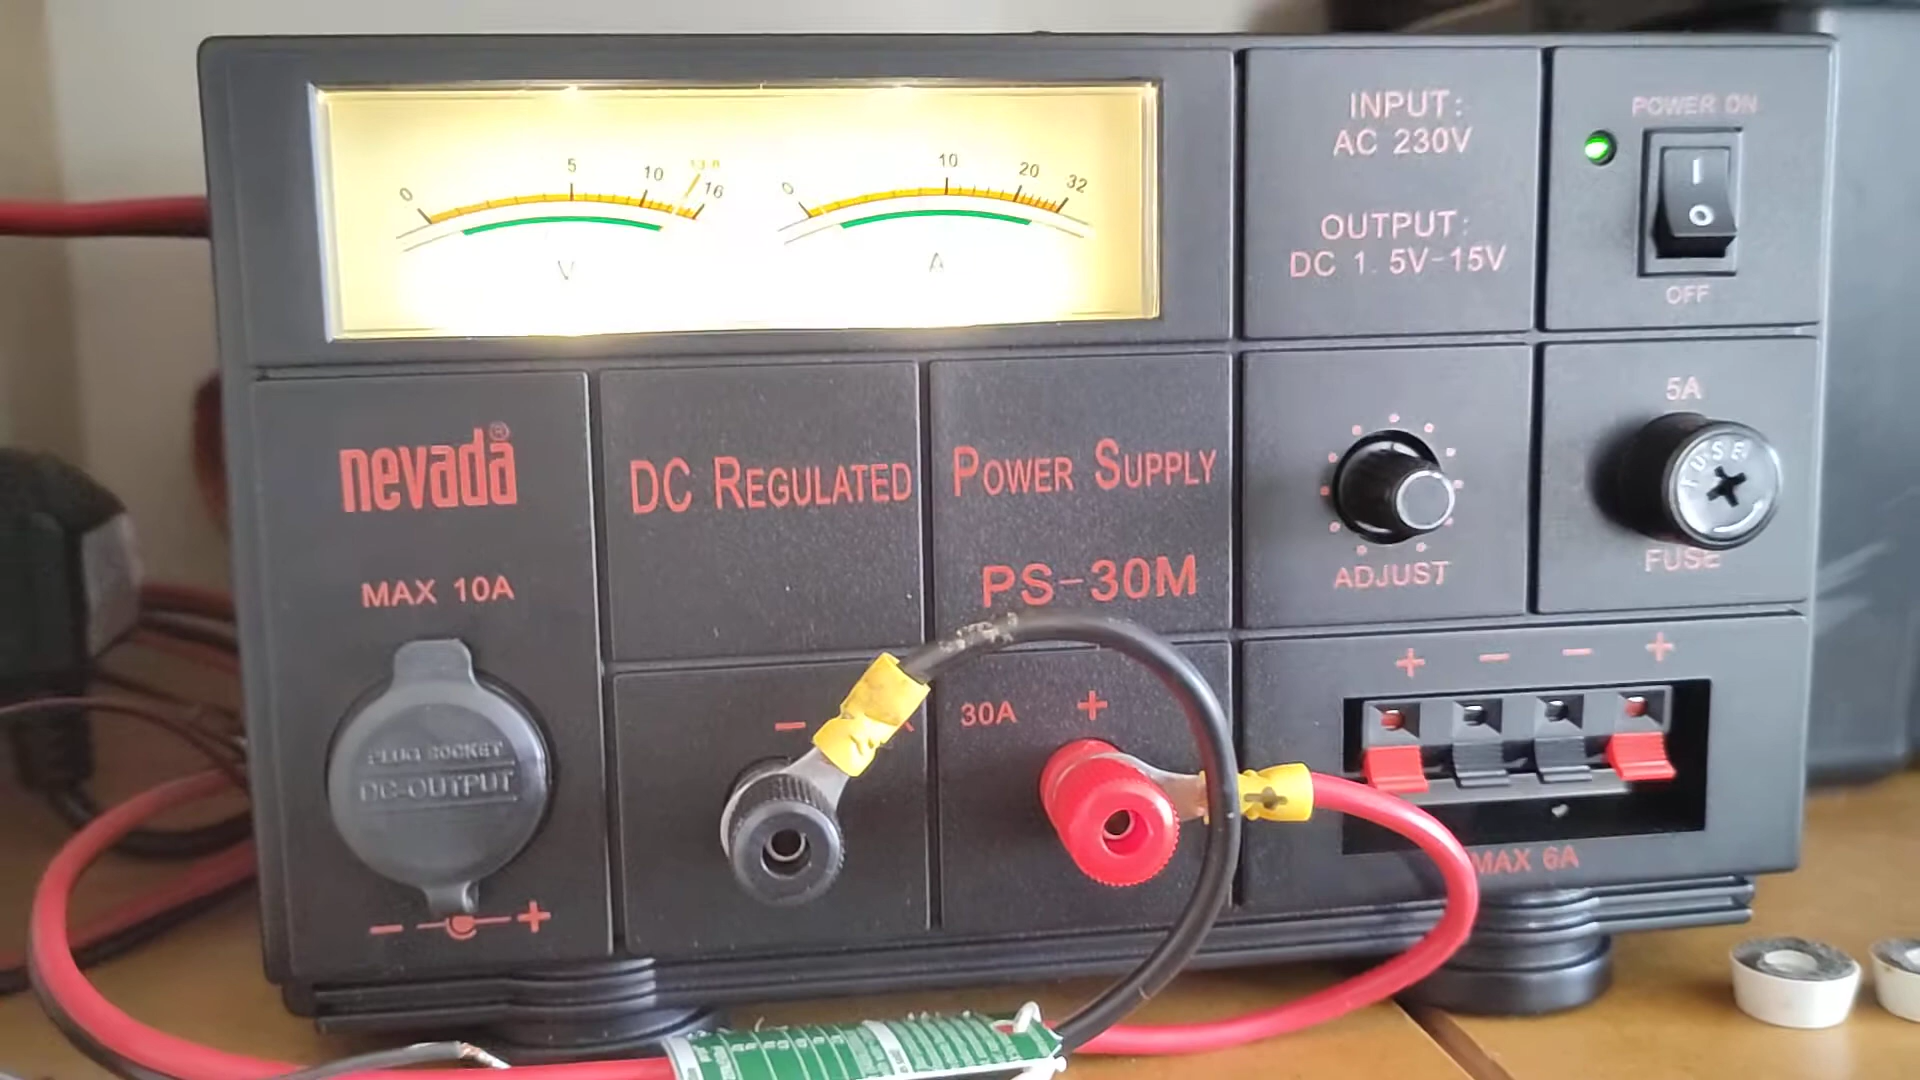 0 5 10 13.8 16
V
0 10 20 32
A
INPUT:
AC 230V
OUTPUT:
DC 1.5V-15V
POWER ON
I
O
OFF
nevada®
DC REGULATED
POWER SUPPLY
PS-30M
MAX 10A
PLUG SOCKET
DC-OUTPUT
- +
-
30A +
ADJUST
5A
FUSE
FUSE
+ - - +
MAX 6A